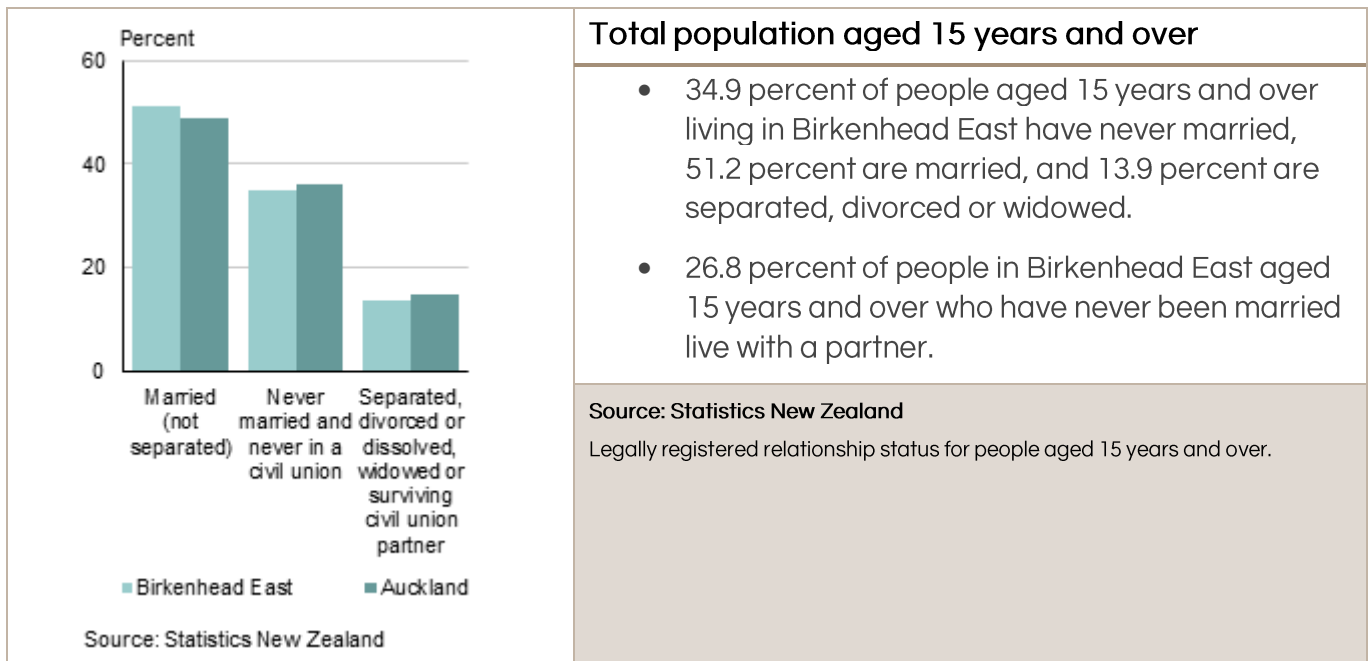 Percent
60
40
20
0
Married
(not
separated)
Never
married and
never in a
civil union
Separated,
divorced or
dissolved,
widowed or
surviving
civil union
partner
Birkenhead East
Auckland
Source: Statistics New Zealand
Total population aged 15 years and over
• 34.9 percent of people aged 15 years and over
living in Birkenhead East have never married,
51.2 percent are married, and 13.9 percent are
separated, divorced or widowed.
• 26.8 percent of people in Birkenhead East aged
15 years and over who have never been married
live with a partner.
Source: Statistics New Zealand
Legally registered relationship status for people aged 15 years and over.